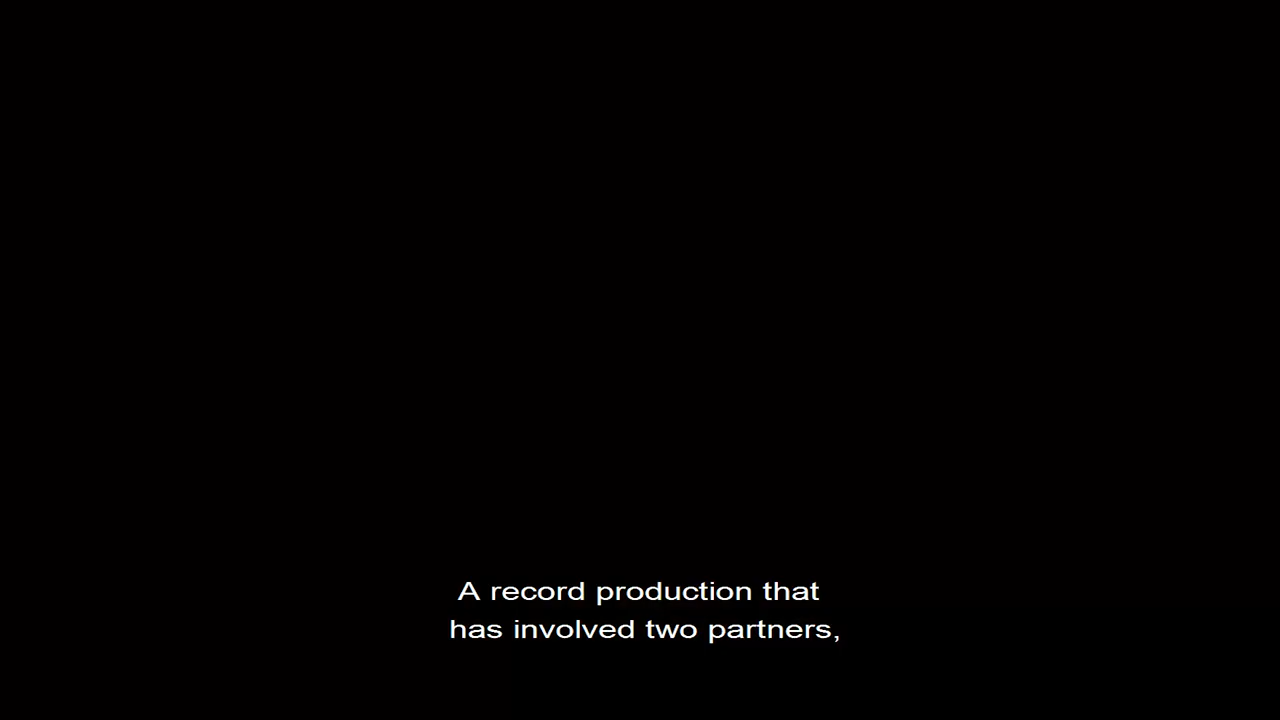 A record production that
has involved two partners,